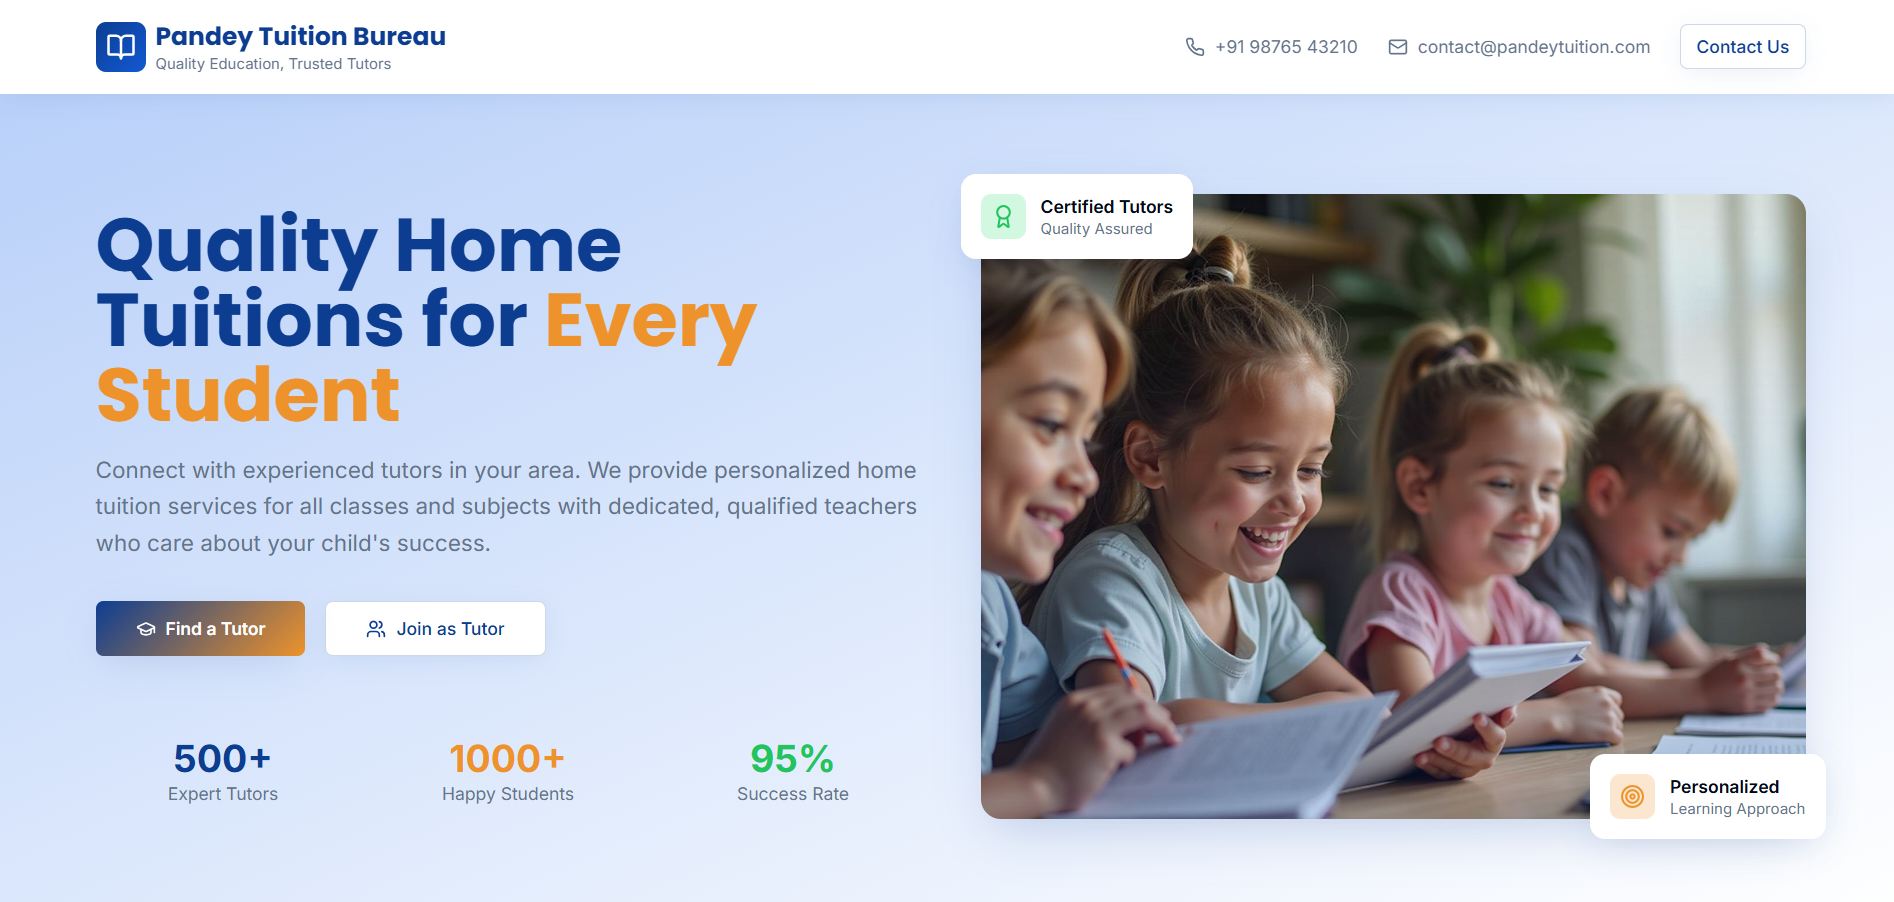 Pandey Tuition Bureau
Quality Education, Trusted Tutors
+91 98765 43210
contact@pandeytuition.com
Contact Us
Quality Home
Tuitions for Every
Student
Connect with experienced tutors in your area. We provide personalized home
tuition services for all classes and subjects with dedicated, qualified teachers
who care about your child's success.
Find a Tutor
Join as Tutor
500+
Expert Tutors
1000+
Happy Students
95%
Success Rate
Certified Tutors
Quality Assured
Personalized
Learning Approach